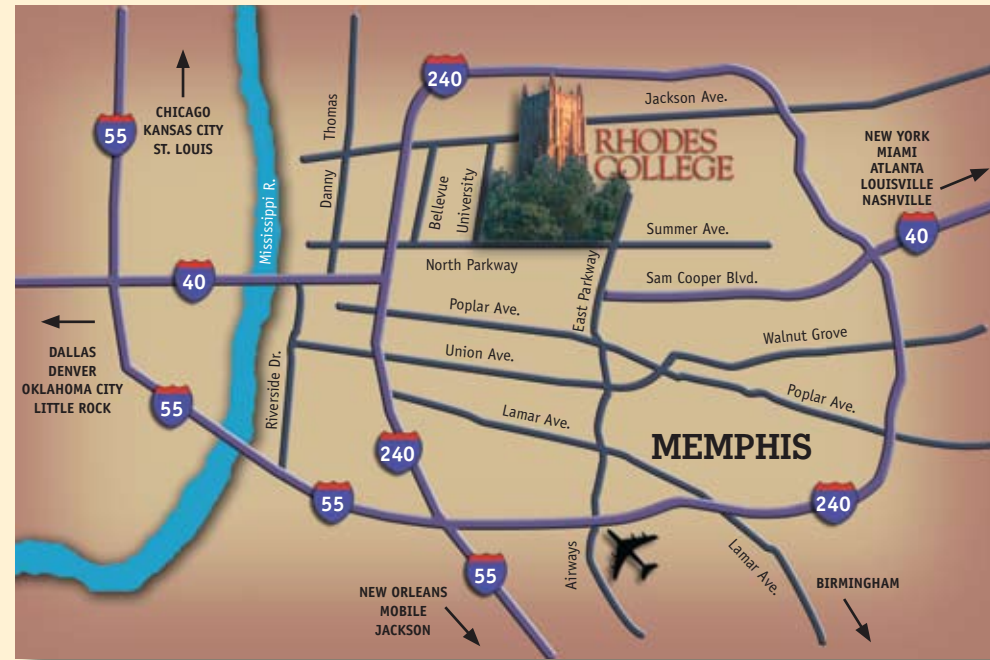 240
Jackson Ave.
CHICAGO
KANSAS CITY
ST. LOUIS
55
Danny
Thomas
NEW YORK
MIAMI
ATLANTA
LOUISVILLE
NASHVILLE
RHODES
COLLEGE
Bellevue
University
Mississippi R.
Summer Ave.
40
North Parkway
40
Sam Cooper Blvd.
East Parkway
Poplar Ave.
Walnut Grove
DALLAS
DENVER
OKLAHOMA CITY
LITTLE ROCK
Union Ave.
Riverside Dr.
55
Poplar Ave.
Lamar Ave.
MEMPHIS
240
55
240
Airways
Lamar Ave.
55
NEW ORLEANS
MOBILE
JACKSON
BIRMINGHAM